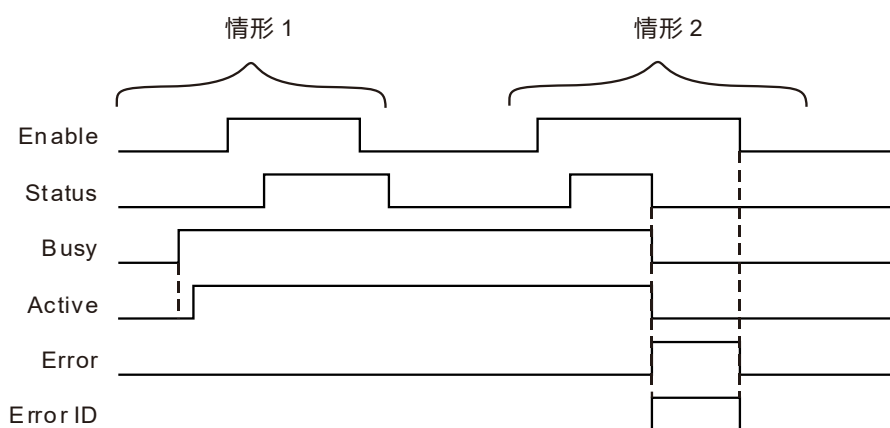 情形 1
情形 2
Enable
Status
Busy
Active
Error
Error ID